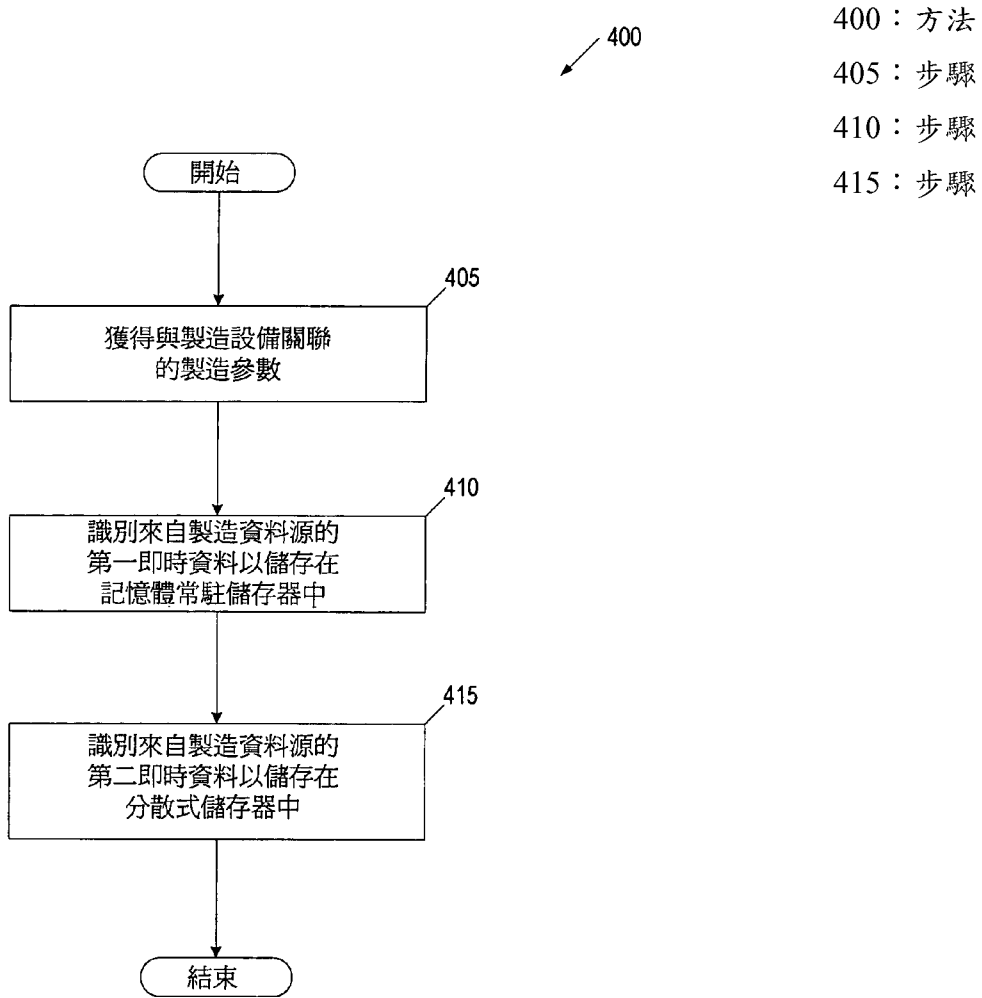 400
400：方法
405：步驟
410：步驟
415：步驟
開始
405
獲得與製造設備關聯
的製造參數
410
識別來自製造資料源的
第一即時資料以儲存在
記憶體常駐儲存器中
415
識別來自製造資料源的
第二即時資料以儲存在
分散式儲存器中
結束